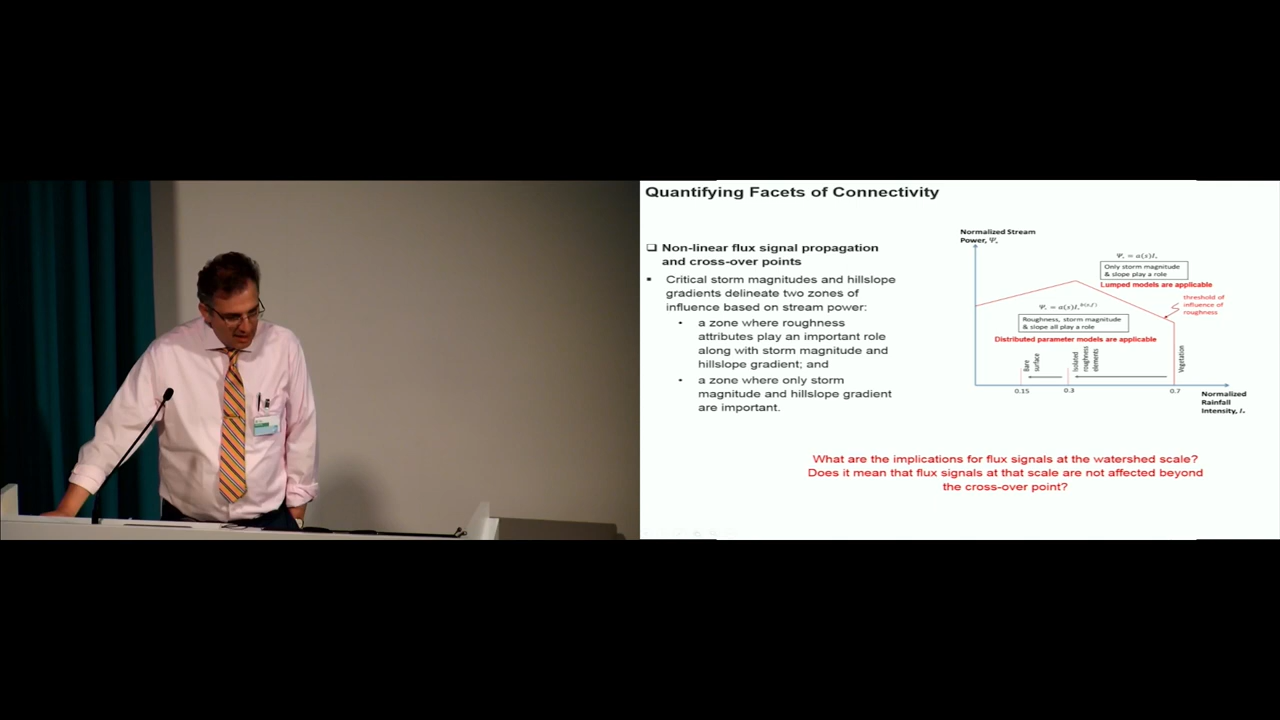 Quantifying Facets of Connectivity
❑ Non-linear flux signal propagation
and cross-over points
▪ Critical storm magnitudes and hillslope
gradients delineate two zones of
influence based on stream power:
• a zone where roughness
attributes play an important role
along with storm magnitude and
hillslope gradient; and
• a zone where only storm
magnitude and hillslope gradient
are important.
Normalized Stream
Power, Ψ*
Ψ* = a(s)I*
Only storm magnitude
& slope play a role
Lumped models are applicable
threshold of
influence of
roughness
Roughness, storm magnitude
& slope all play a role
Distributed parameter models are applicable
Bare
surface
Isolated
roughness
elements
Vegetation
0.15
0.3
0.7
Normalized
Rainfall
Intensity, I*
What are the implications for flux signals at the watershed scale?
Does it mean that flux signals at that scale are not affected beyond
the cross-over point?